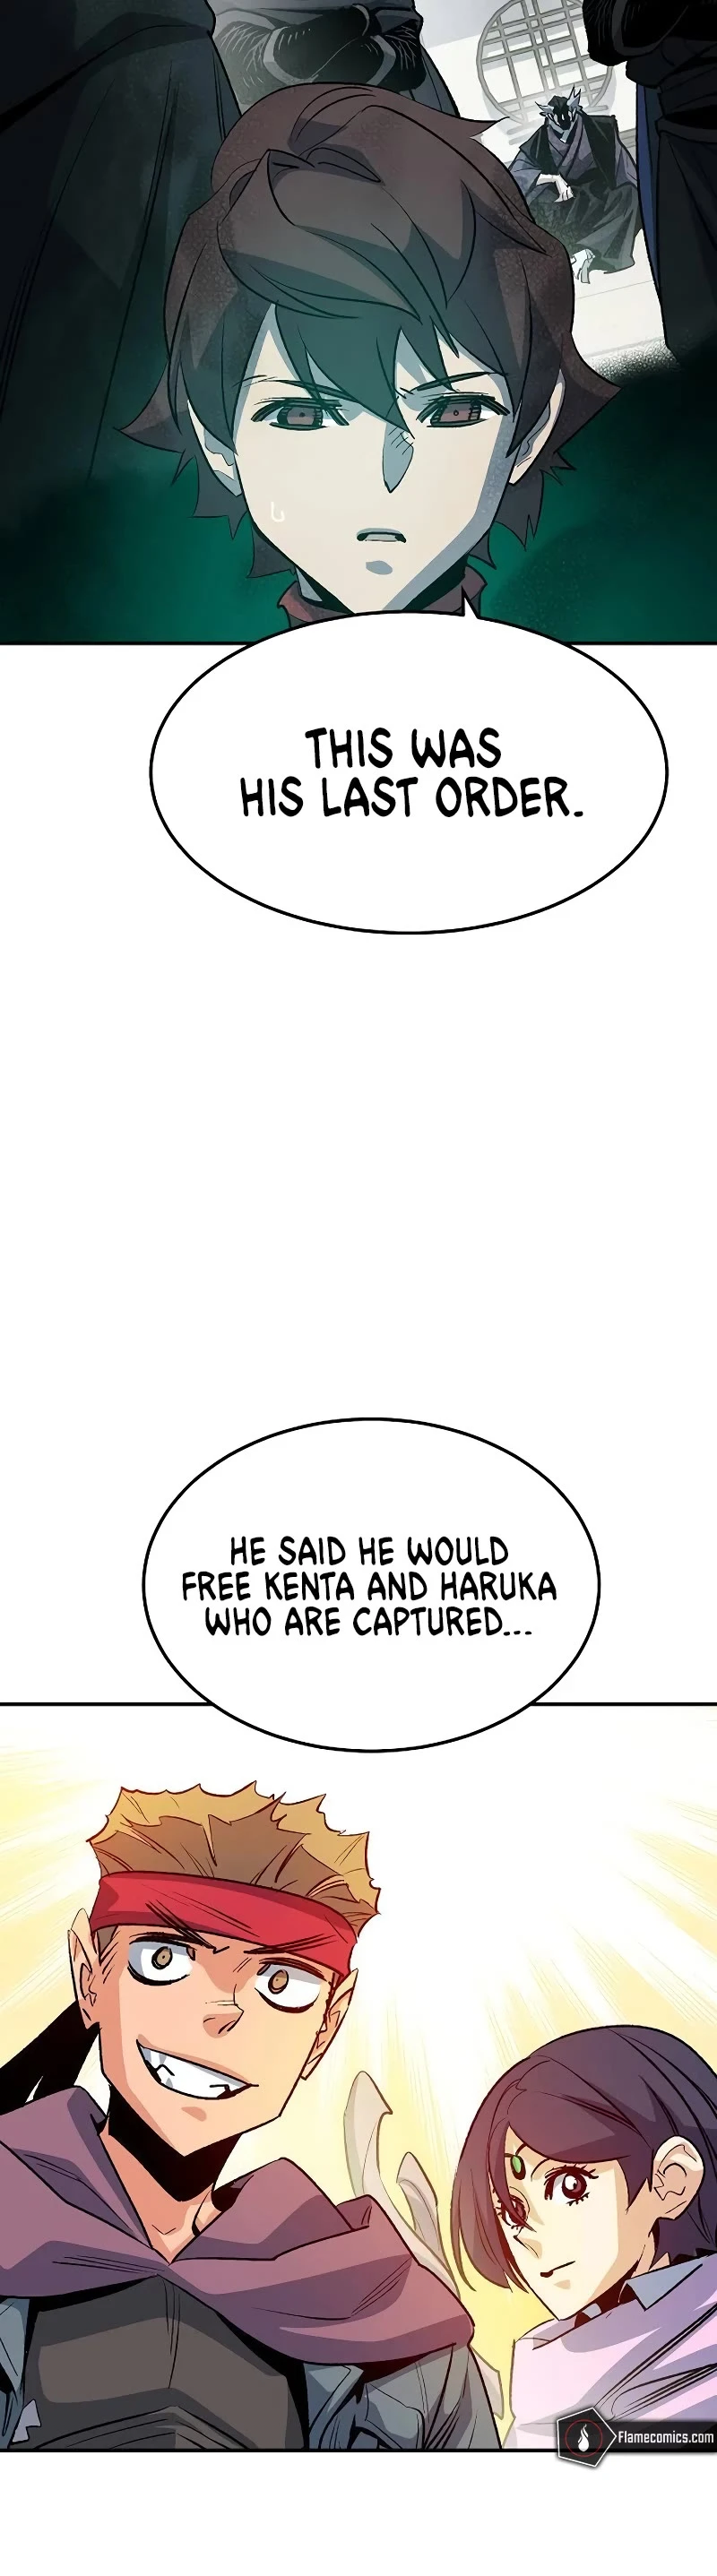 THIS WAS
HIS LAST ORDER.
HE SAID HE WOULD
FREE KENTA AND HARUKA
WHO ARE CAPTURED...
Flamecomics.com